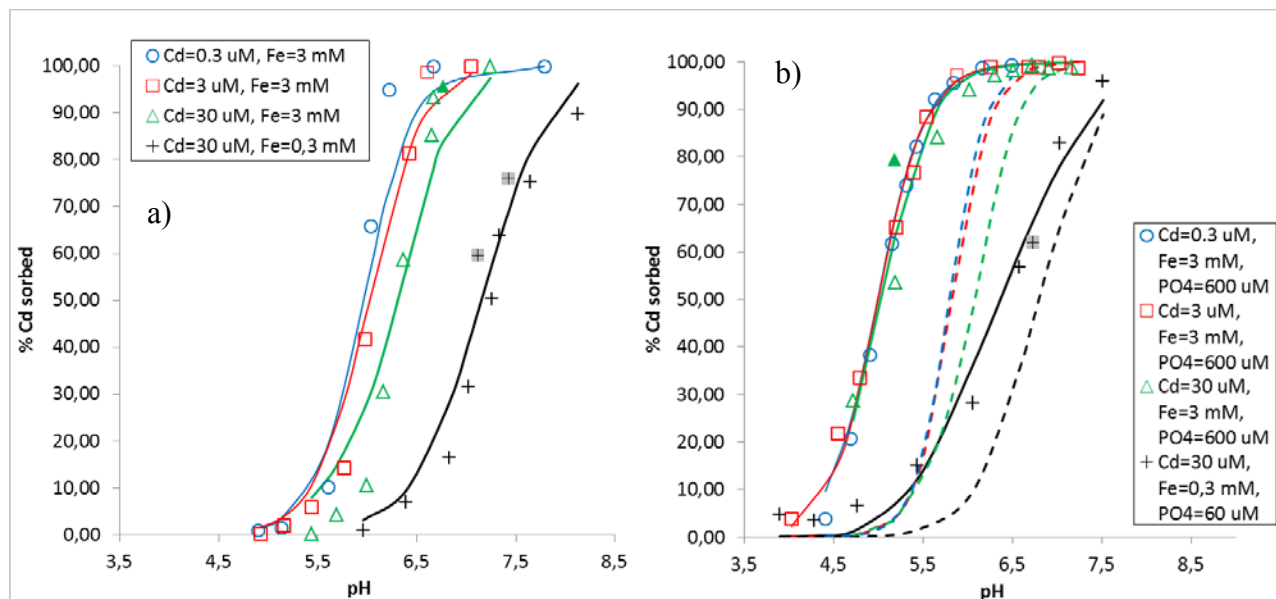 Cd=0.3 uM, Fe=3 mM
Cd=3 uM, Fe=3 mM
Cd=30 uM, Fe=3 mM
Cd=30 uM, Fe=0,3 mM
a)
% Cd sorbed
100,00
90,00
80,00
70,00
60,00
50,00
40,00
30,00
20,00
10,00
0,00
3,5
4,5
5,5
6,5
7,5
8,5
pH
b)
% Cd sorbed
100,00
90,00
80,00
70,00
60,00
50,00
40,00
30,00
20,00
10,00
0,00
3,5
4,5
5,5
6,5
7,5
8,5
pH
Cd=0.3 uM,
Fe=3 mM,
PO4=600 uM
Cd=3 uM,
Fe=3 mM,
PO4=600 uM
Cd=30 uM,
Fe=3 mM,
PO4=600 uM
Cd=30 uM,
Fe=0,3 mM,
PO4=60 uM